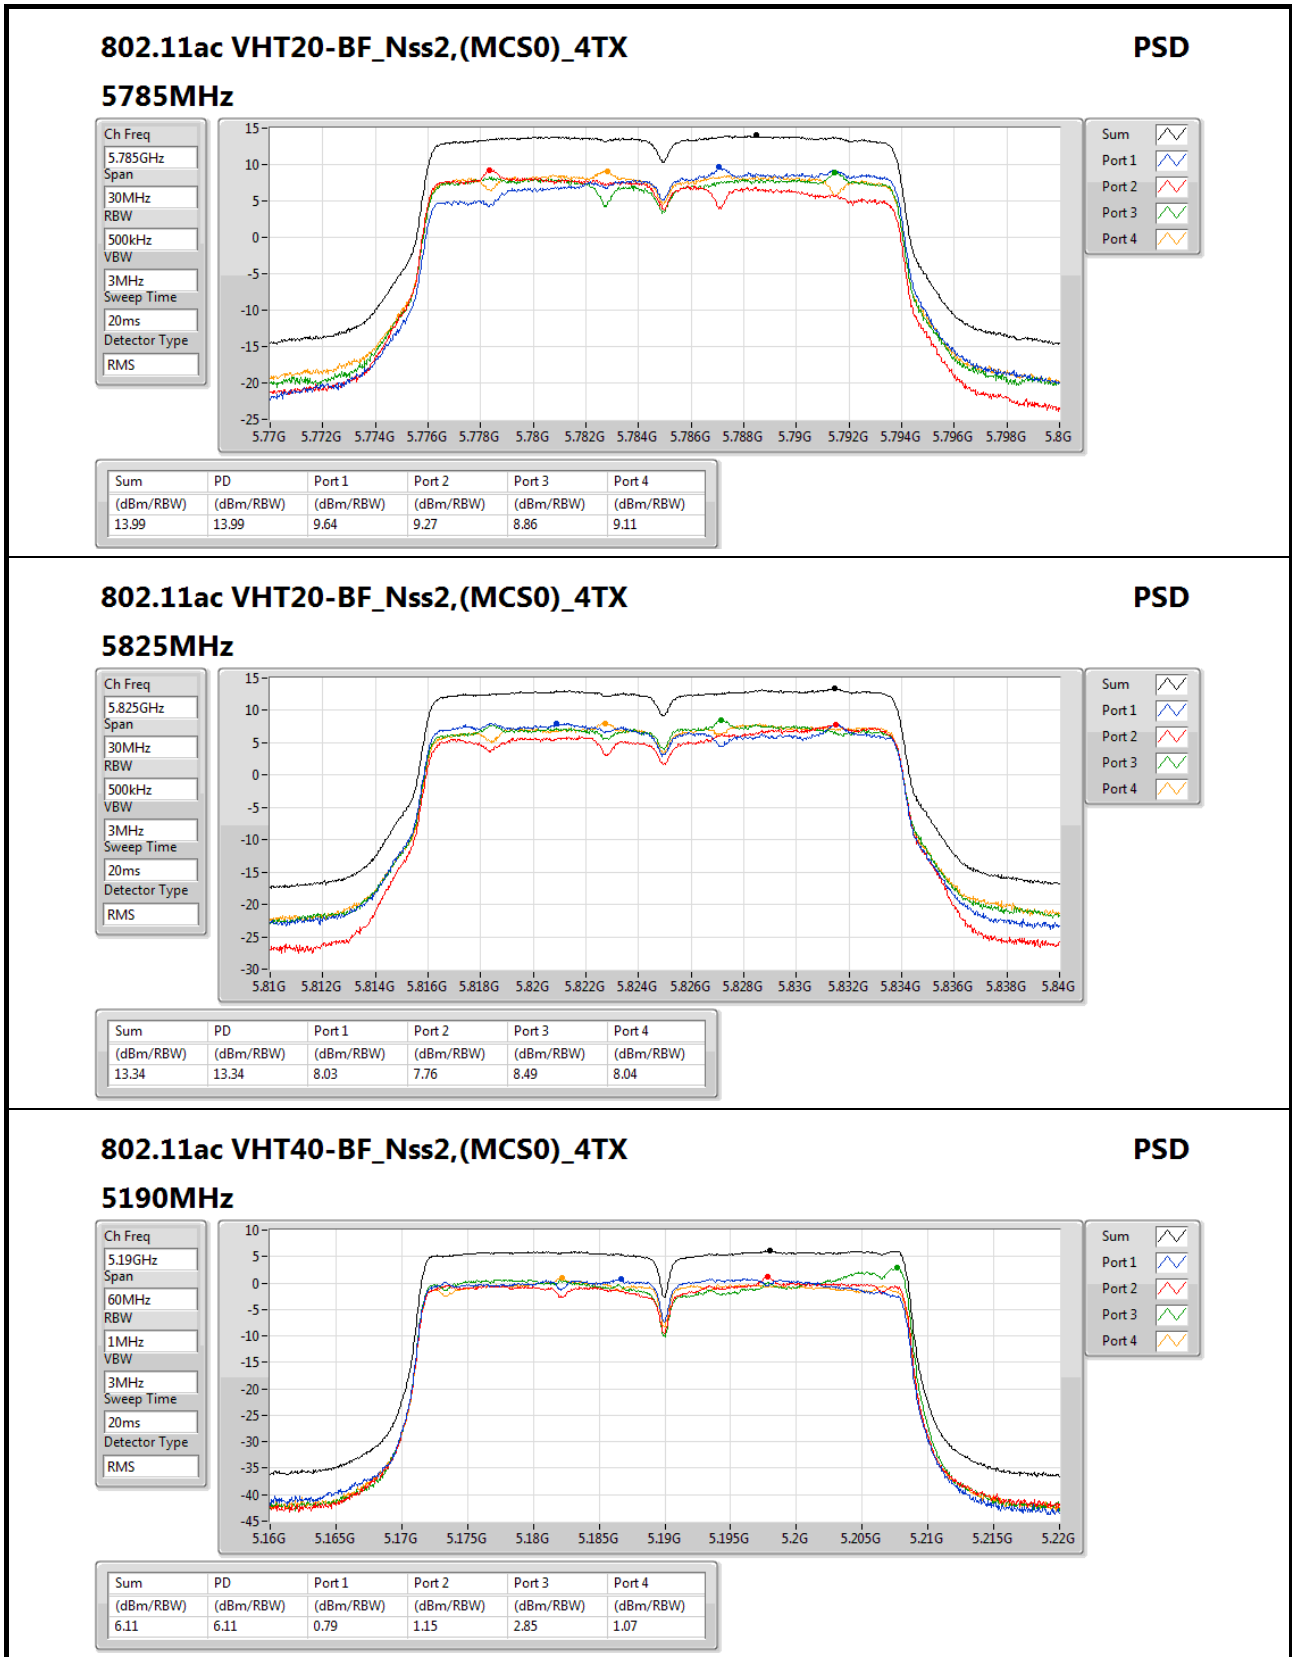 802.11ac VHT20-BF_Nss2,(MCS0)_4TX PSD
5785MHz
Ch Freq
5.785GHz
Span
30MHz
RBW
500kHz
VBW
3MHz
Sweep Time
20ms
Detector Type
RMS
15
10
5
0
-5
-10
-15
-20
-25
5.77G 5.772G 5.774G 5.776G 5.778G 5.78G 5.782G 5.784G 5.786G 5.788G 5.79G 5.792G 5.794G 5.796G 5.798G 5.8G
Sum
Port 1
Port 2
Port 3
Port 4
Sum PD Port 1 Port 2 Port 3 Port 4
(dBm/RBW) (dBm/RBW) (dBm/RBW) (dBm/RBW) (dBm/RBW) (dBm/RBW)
13.99 13.99 9.64 9.27 8.86 9.11
802.11ac VHT20-BF_Nss2,(MCS0)_4TX PSD
5825MHz
Ch Freq
5.825GHz
Span
30MHz
RBW
500kHz
VBW
3MHz
Sweep Time
20ms
Detector Type
RMS
15
10
5
0
-5
-10
-15
-20
-25
-30
5.81G 5.812G 5.814G 5.816G 5.818G 5.82G 5.822G 5.824G 5.826G 5.828G 5.83G 5.832G 5.834G 5.836G 5.838G 5.84G
Sum
Port 1
Port 2
Port 3
Port 4
Sum PD Port 1 Port 2 Port 3 Port 4
(dBm/RBW) (dBm/RBW) (dBm/RBW) (dBm/RBW) (dBm/RBW) (dBm/RBW)
13.34 13.34 8.03 7.76 8.49 8.04
802.11ac VHT40-BF_Nss2,(MCS0)_4TX PSD
5190MHz
Ch Freq
5.19GHz
Span
60MHz
RBW
1MHz
VBW
3MHz
Sweep Time
20ms
Detector Type
RMS
10
5
0
-5
-10
-15
-20
-25
-30
-35
-40
-45
5.16G 5.165G 5.17G 5.175G 5.18G 5.185G 5.19G 5.195G 5.2G 5.205G 5.21G 5.215G 5.22G
Sum
Port 1
Port 2
Port 3
Port 4
Sum PD Port 1 Port 2 Port 3 Port 4
(dBm/RBW) (dBm/RBW) (dBm/RBW) (dBm/RBW) (dBm/RBW) (dBm/RBW)
6.11 6.11 0.79 1.15 2.85 1.07